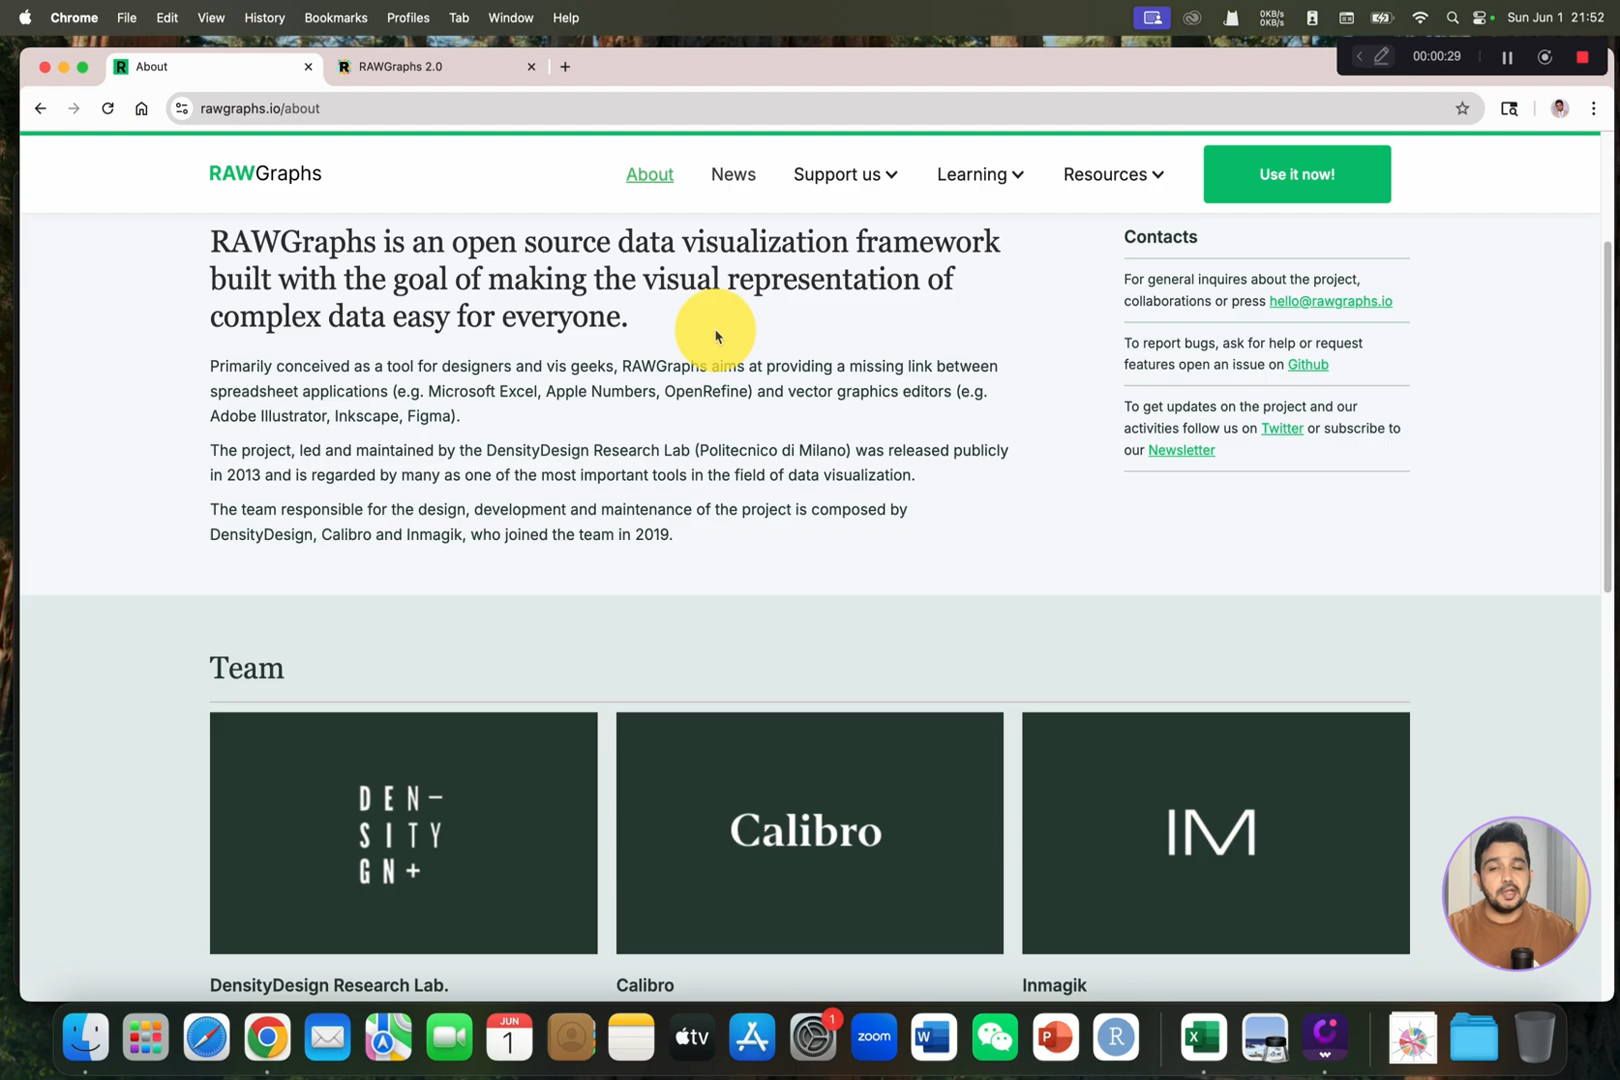 Chrome File Edit View History Bookmarks Profiles Tab Window Help
0KB/s
0KB/s
Sun Jun 1 21:52
About
RAWGraphs 2.0
00:00:29
rawgraphs.io/about
RAWGraphs
About News Support us Learning Resources Use it now!
RAWGraphs is an open source data visualization framework
built with the goal of making the visual representation of
complex data easy for everyone.
Primarily conceived as a tool for designers and vis geeks, RAWGraphs aims at providing a missing link between
spreadsheet applications (e.g. Microsoft Excel, Apple Numbers, OpenRefine) and vector graphics editors (e.g.
Adobe Illustrator, Inkscape, Figma).
The project, led and maintained by the DensityDesign Research Lab (Politecnico di Milano) was released publicly
in 2013 and is regarded by many as one of the most important tools in the field of data visualization.
The team responsible for the design, development and maintenance of the project is composed by
DensityDesign, Calibro and Inmagik, who joined the team in 2019.
Contacts
For general inquires about the project,
collaborations or press hello@rawgraphs.io
To report bugs, ask for help or request
features open an issue on Github
To get updates on the project and our
activities follow us on Twitter or subscribe to
our Newsletter
Team
DEN–
SITY
GN+
Calibro
IM
DensityDesign Research Lab.
Calibro
Inmagik
JUN
1
tv
1
zoom
W
P
R
X